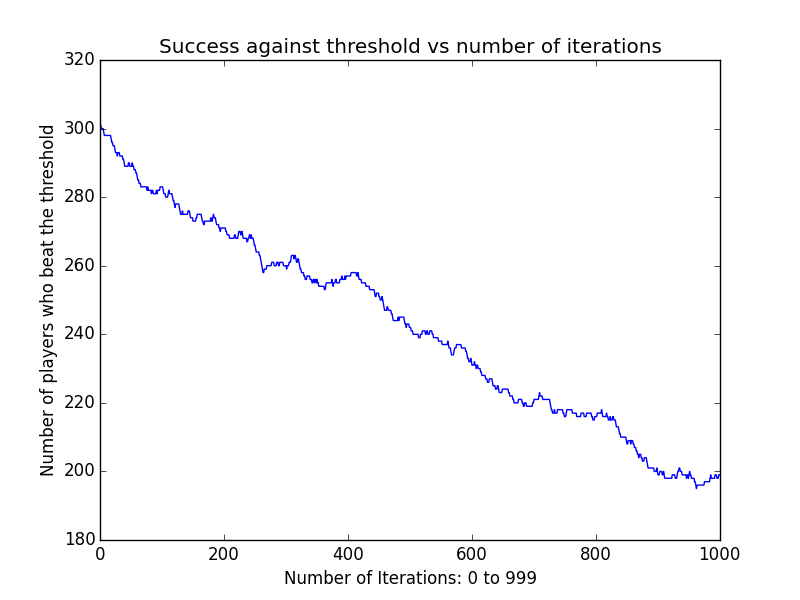 Success against threshold vs number of iterations
320
300
280
260
240
220
200
180
Number of players who beat the threshold
0 200 400 600 800 1000
Number of Iterations: 0 to 999